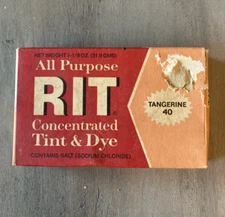 NET WEIGHT 1-1/8 OZ. (31.9 GMS)
All Purpose
RIT
Concentrated
Tint & Dye
CONTAINS SALT (SODIUM CHLORIDE)
TANGERINE
40